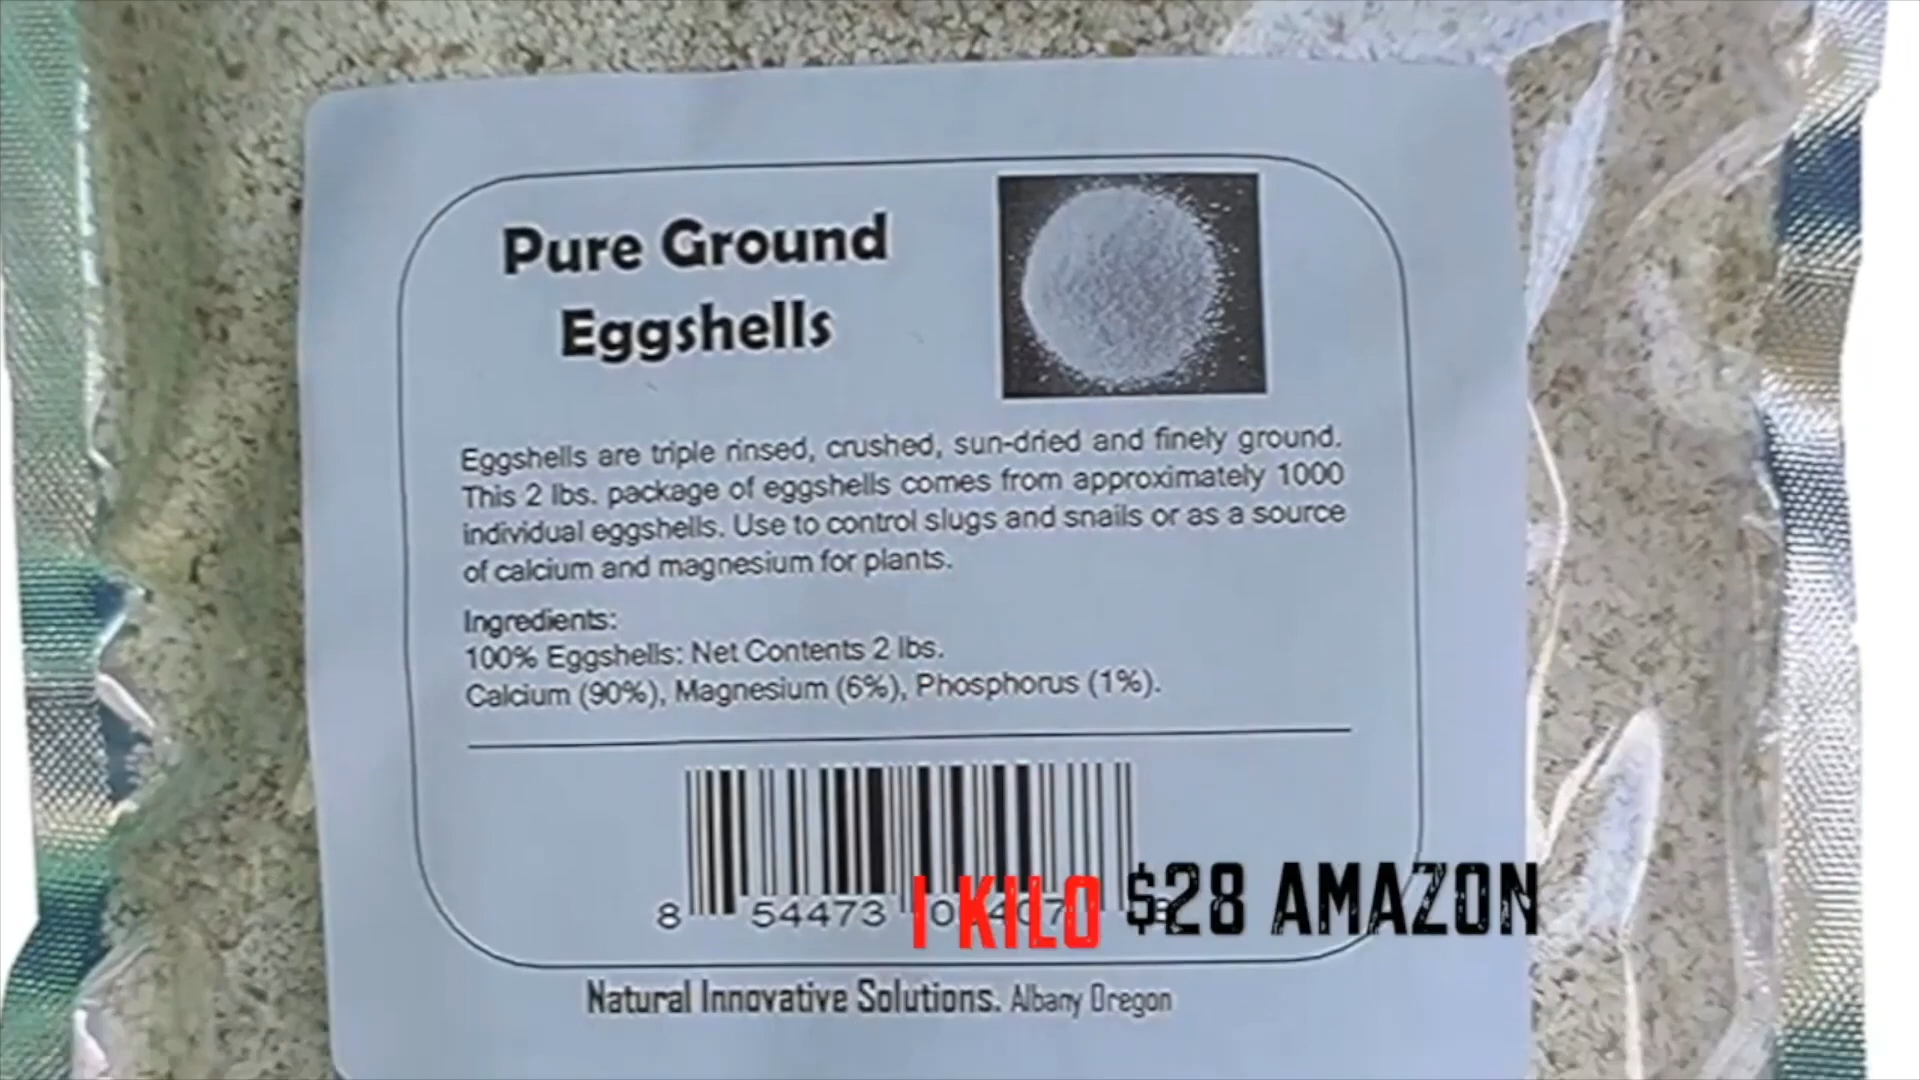 Pure Ground
Eggshells
Eggshells are triple rinsed, crushed, sun-dried and finely ground.
This 2 lbs. package of eggshells comes from approximately 1000
individual eggshells. Use to control slugs and snails or as a source
of calcium and magnesium for plants.
Ingredients:
100% Eggshells: Net Contents 2 lbs.
Calcium (90%), Magnesium (6%), Phosphorus (1%).
1 KILO $28 AMAZON
8 54473
Natural Innovative Solutions. Albany Oregon